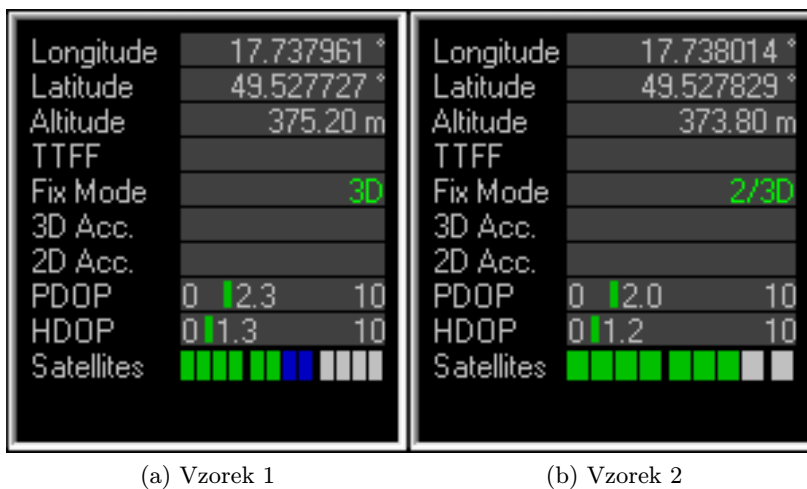 Longitude 17.737961 °
Latitude 49.527727 °
Altitude 375.20 m
TTFF
Fix Mode 3D
3D Acc.
2D Acc.
PDOP 0 2.3 10
HDOP 0 1.3 10
Satellites
(a) Vzorek 1
Longitude 17.738014 °
Latitude 49.527829 °
Altitude 373.80 m
TTFF
Fix Mode 2/3D
3D Acc.
2D Acc.
PDOP 0 2.0 10
HDOP 0 1.2 10
Satellites
(b) Vzorek 2